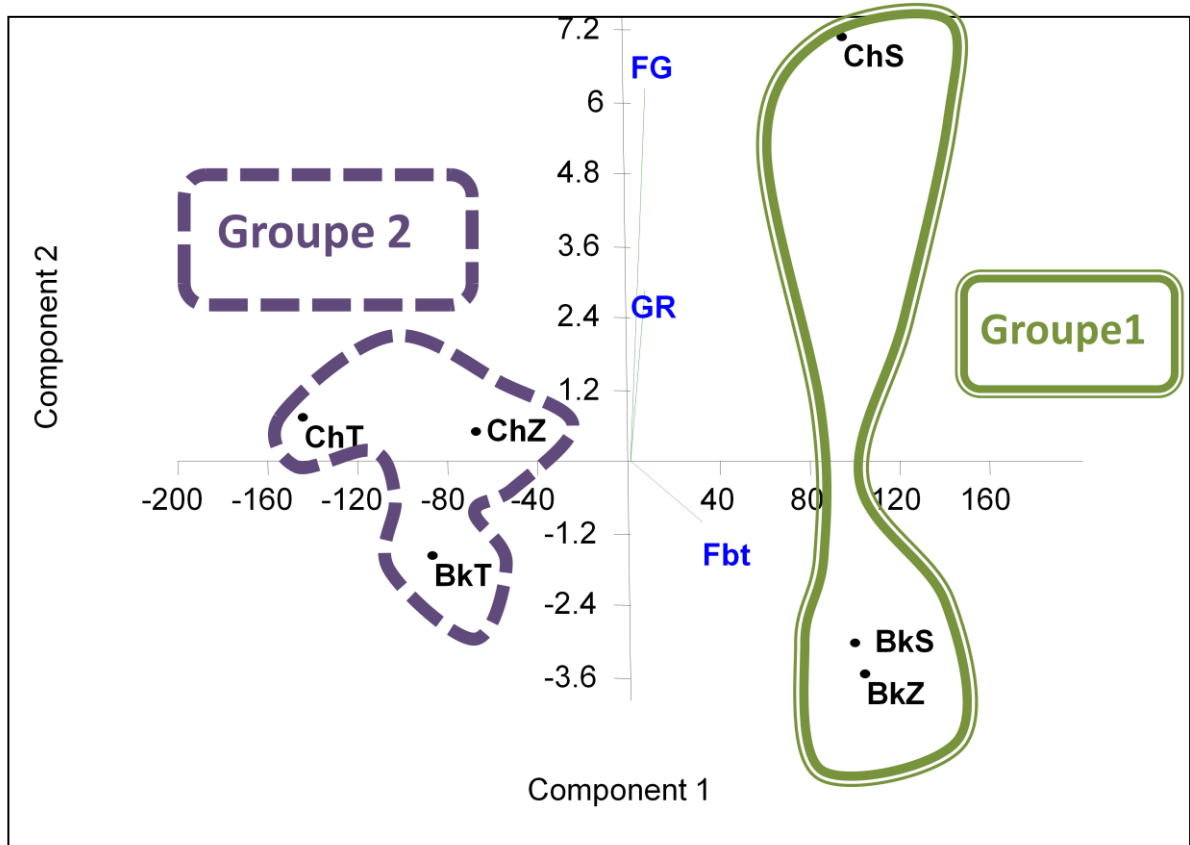 7.2
ChS
FG
6
4.8
Groupe 2
3.6
Component 2
GR
2.4
Groupe1
1.2
ChT
ChZ
-200 -160 -120 -80 -40 40 80 120 160
-1.2
Fbt
BkT
-2.4
BkS
-3.6
BkZ
Component 1